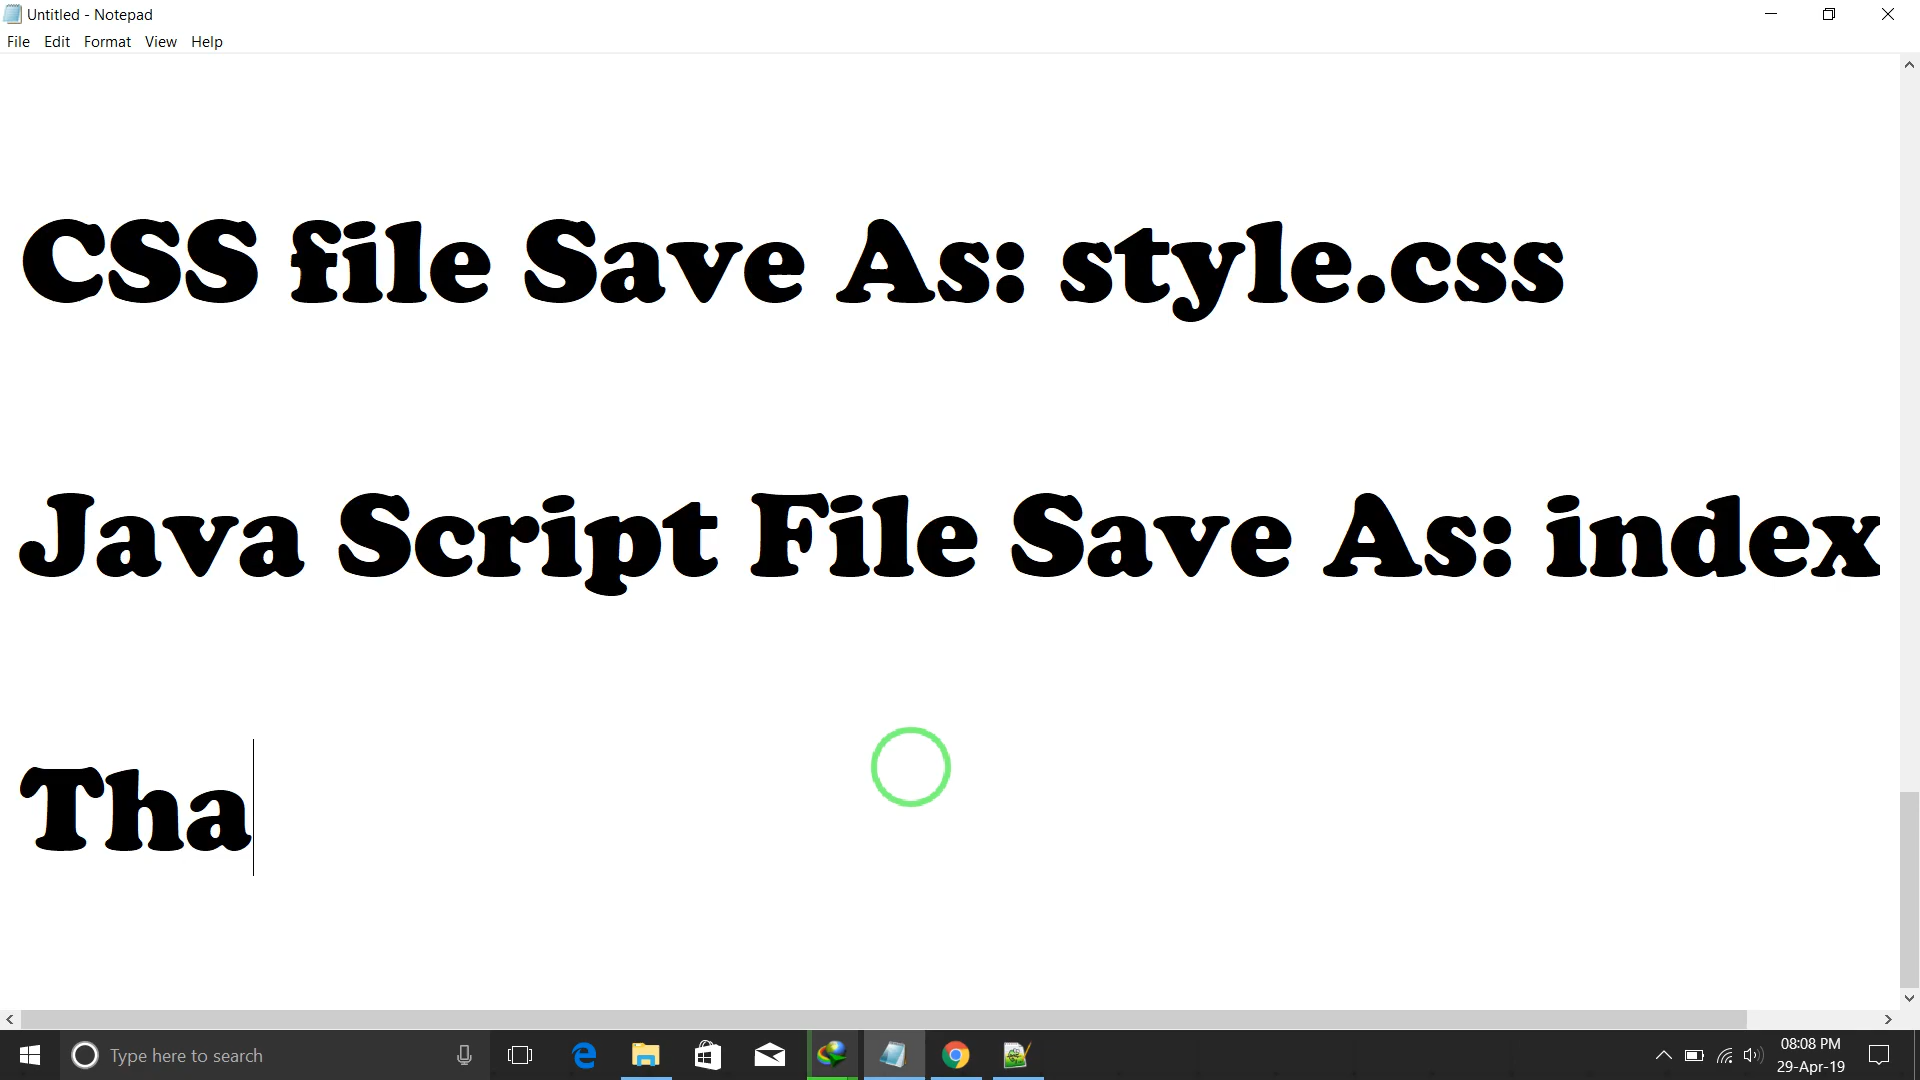 Untitled - Notepad
File Edit Format View Help
CSS file Save As: style.css
Java Script File Save As: index
Tha
Type here to search
08:08 PM
29-Apr-19